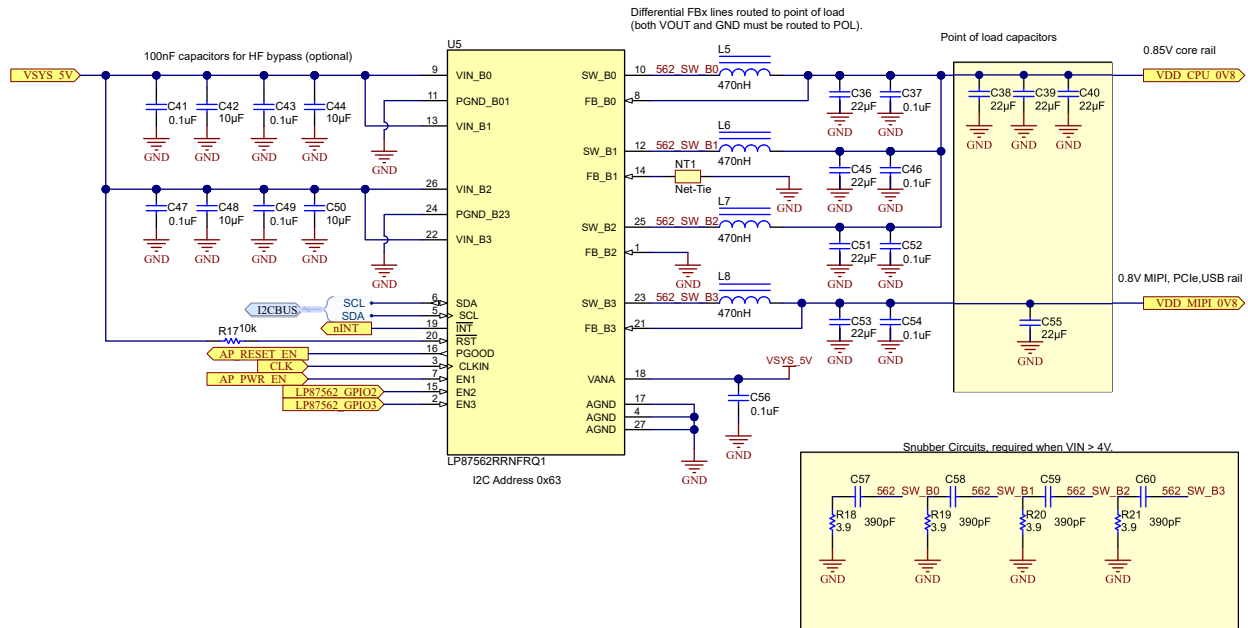 Differential FBx lines routed to point of load
(both VOUT and GND must be routed to POL).
Point of load capacitors
100nF capacitors for HF bypass (optional)
U5
L5
0.85V core rail
VSYS_5V
9 VIN_B0
SW_B0 10 562_SW_B0
470nH
VDD_CPU_0V8
C41 0.1uF
C42 10µF
C43 0.1uF
C44 10µF
GND GND GND GND
11 PGND_B01
GND
13 VIN_B1
FB_B0 8
C36 22µF
C37 0.1uF
GND GND
C38 22µF
C39 22µF
C40 22µF
GND GND GND
L6
SW_B1 12 562_SW_B1
470nH
FB_B1 14
NT1
Net-Tie
GND
C45 22µF
C46 0.1uF
GND GND
26 VIN_B2
C47 0.1uF
C48 10µF
C49 0.1uF
C50 10µF
GND GND GND GND
24 PGND_B23
GND
22 VIN_B3
L7
SW_B2 25 562_SW_B2
470nH
FB_B2 1
GND
C51 22µF
C52 0.1uF
GND GND
L8
0.8V MIPI, PCIe,USB rail
SW_B3 23 562_SW_B3
470nH
VDD_MIPI_0V8
FB_B3 21
C53 22µF
C54 0.1uF
GND GND
C55
22µF
GND
I2CBUS
SCL
SDA
6 SDA
5 SCL
nINT 19 INT
R17 10k
20 RST
AP_RESET_EN 16 PGOOD
CLK 3 CLKIN
AP_PWR_EN 7 EN1
LP87562_GPIO2 15 EN2
LP87562_GPIO3 2 EN3
VSYS_5V
VANA 18
C56
0.1uF
GND
AGND 17
AGND 4
AGND 27
GND
LP87562RRNFRQ1
I2C Address 0x63
Snubber Circuits, required when VIN > 4V.
C57 562_SW_B0
C58 562_SW_B1
C59 562_SW_B2
C60 562_SW_B3
R18 3.9 390pF
R19 3.9 390pF
R20 3.9 390pF
R21 3.9 390pF
GND GND GND GND